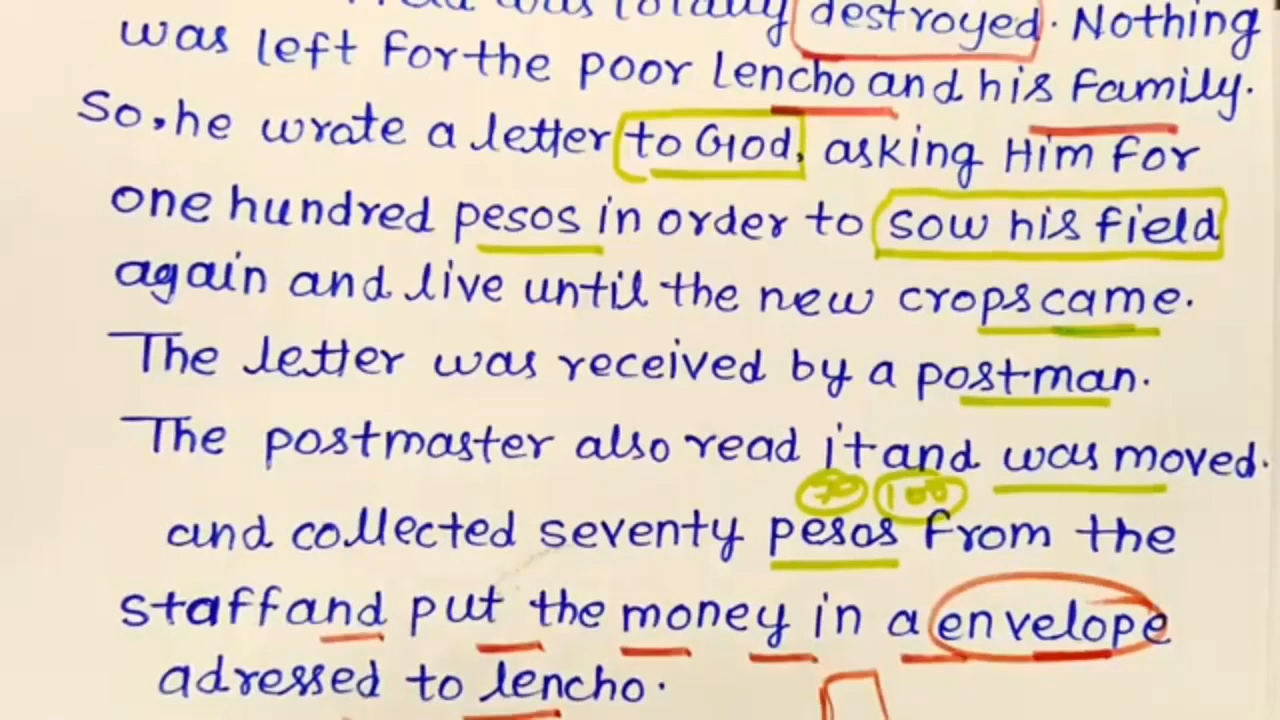 was totally destroyed. Nothing
was left for the poor lencho and his family.
So, he wrote a letter to God, asking Him for
one hundred pesos in order to sow his field
again and live until the new crops came.
The letter was received by a postman.
The postmaster also read it and was moved.
70 100
and collected seventy pesos from the
staff and put the money in a envelope
adressed to lencho.